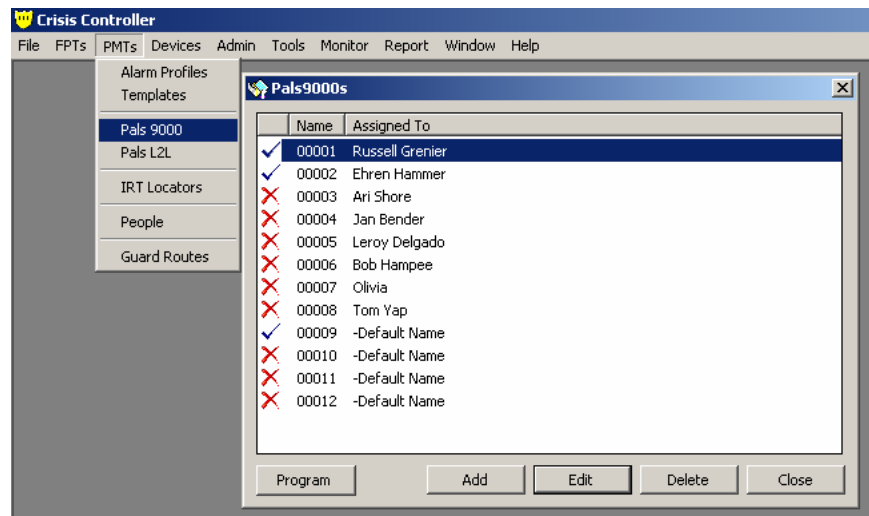 Crisis Controller
File FPTs PMTs Devices Admin Tools Monitor Report Window Help
Alarm Profiles
Templates
Pals 9000
Pals L2L
IRT Locators
People
Guard Routes
Pals9000s
Name Assigned To
00001 Russell Grenier
00002 Ehren Hammer
00003 Ari Shore
00004 Jan Bender
00005 Leroy Delgado
00006 Bob Hampee
00007 Olivia
00008 Tom Yap
00009 -Default Name
00010 -Default Name
00011 -Default Name
00012 -Default Name
Program Add Edit Delete Close